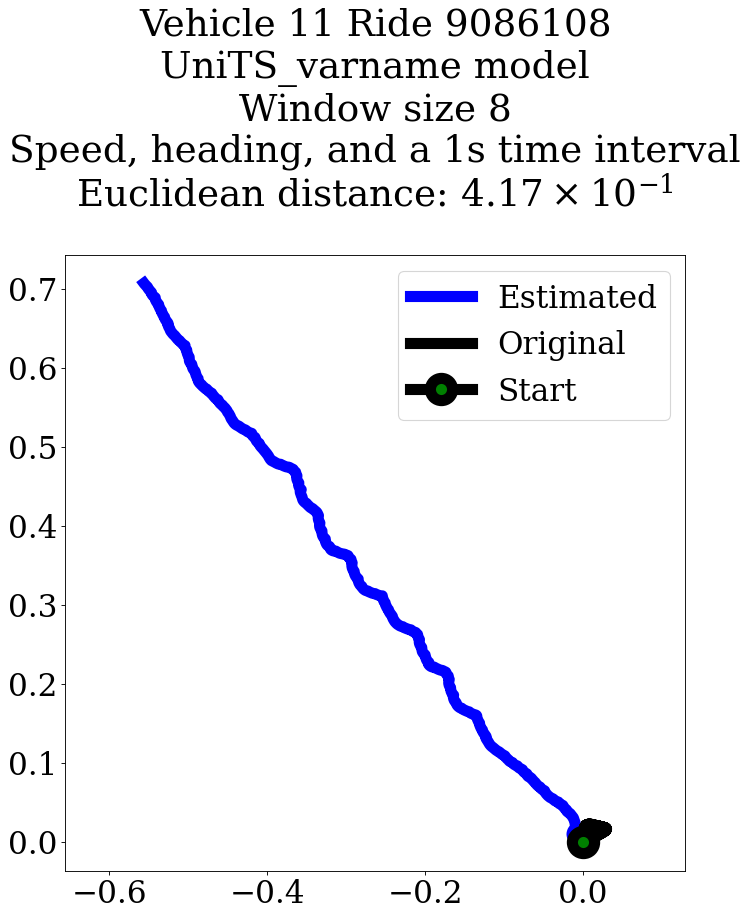 Vehicle 11 Ride 9086108
UniTS_varname model
Window size 8
Speed, heading, and a 1s time interval
Euclidean distance: 4.17 × 10⁻¹
Estimated
Original
Start
0.7
0.6
0.5
0.4
0.3
0.2
0.1
0.0
−0.6 −0.4 −0.2 0.0